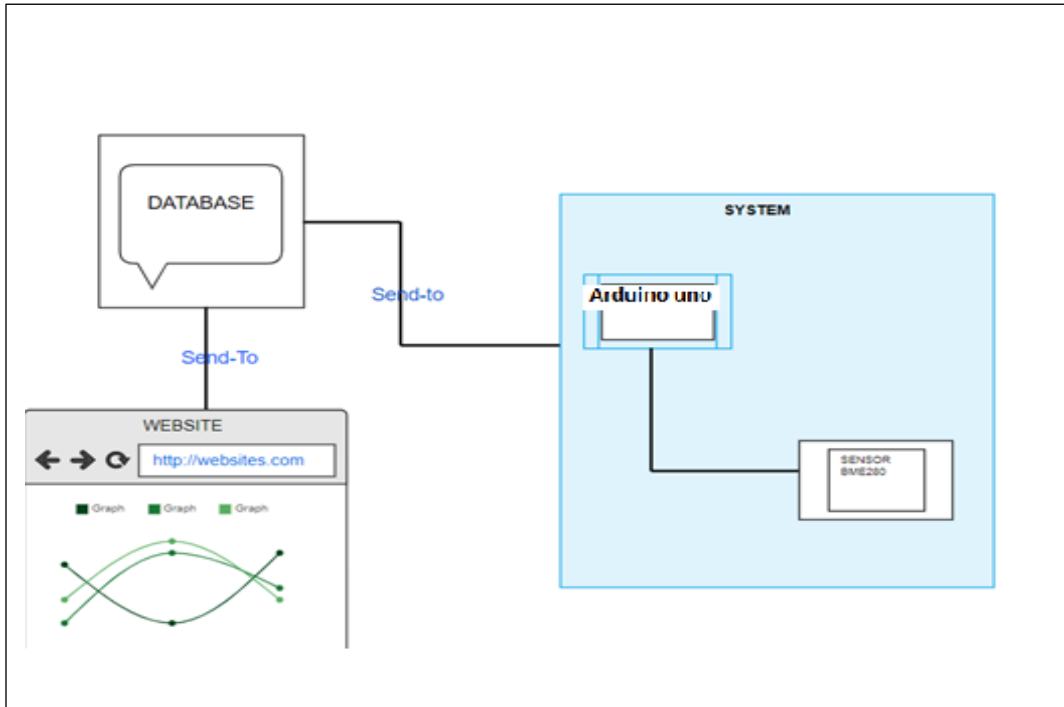 DATABASE
SYSTEM
Arduino uno
Send-to
Send-To
WEBSITE
http://websites.com
Graph Graph Graph
SENSOR
BME280